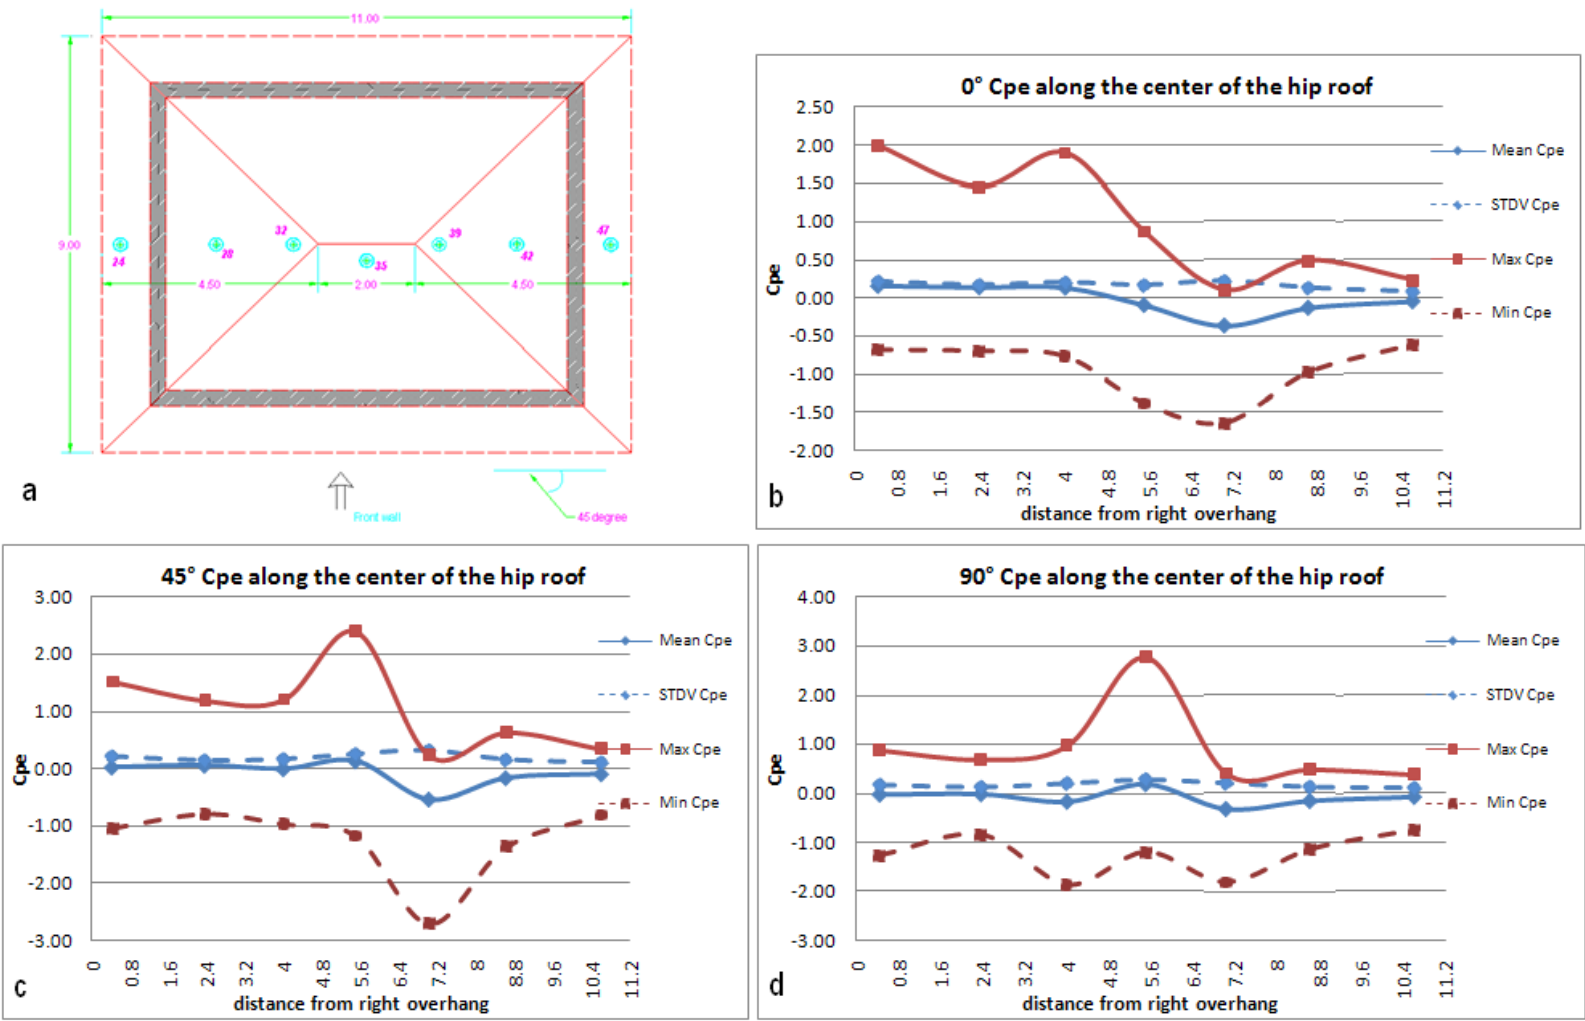 11.00
9.00
24
28
32
35
39
42
47
4.50
2.00
4.50
a
Front wall
45 degree
0° Cpe along the center of the hip roof
2.50
2.00
1.50
1.00
0.50
0.00
-0.50
-1.00
-1.50
-2.00
Cpe
Mean Cpe
STDV Cpe
Max Cpe
Min Cpe
0 0.8 1.6 2.4 3.2 4 4.8 5.6 6.4 7.2 8 8.8 9.6 10.4 11.2
distance from right overhang
b
45° Cpe along the center of the hip roof
3.00
2.00
1.00
0.00
-1.00
-2.00
-3.00
Cpe
Mean Cpe
STDV Cpe
Max Cpe
Min Cpe
0 0.8 1.6 2.4 3.2 4 4.8 5.6 6.4 7.2 8 8.8 9.6 10.4 11.2
distance from right overhang
c
90° Cpe along the center of the hip roof
4.00
3.00
2.00
1.00
0.00
-1.00
-2.00
-3.00
Cpe
Mean Cpe
STDV Cpe
Max Cpe
Min Cpe
0 0.8 1.6 2.4 3.2 4 4.8 5.6 6.4 7.2 8 8.8 9.6 10.4 11.2
distance from right overhang
d